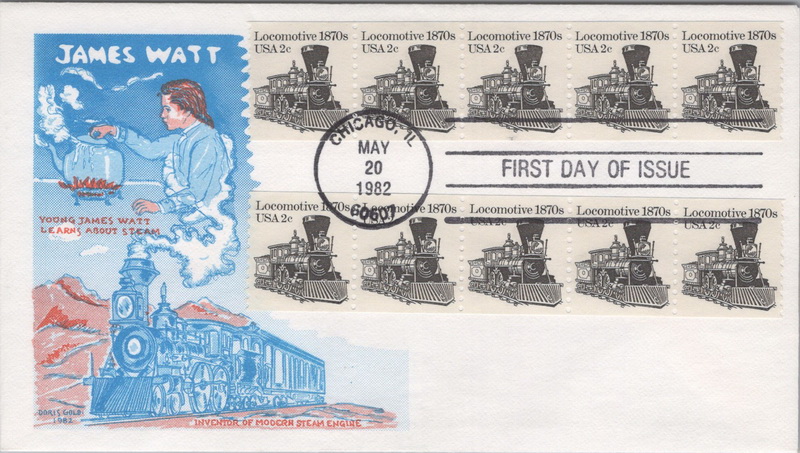 JAMES WATT
YOUNG JAMES WATT
LEARNS ABOUT STEAM
DORIS GOLD
1982
INVENTOR OF MODERN STEAM ENGINE
Locomotive 1870s
USA 2c
Locomotive 1870s
USA 2c
Locomotive 1870s
USA 2c
Locomotive 1870s
USA 2c
Locomotive 1870s
USA 2c
CHICAGO, IL
MAY
20
1982
60607
FIRST DAY OF ISSUE
Locomotive 1870s
USA 2c
Locomotive 1870s
USA 2c
Locomotive 1870s
USA 2c
Locomotive 1870s
USA 2c
Locomotive 1870s
USA 2c